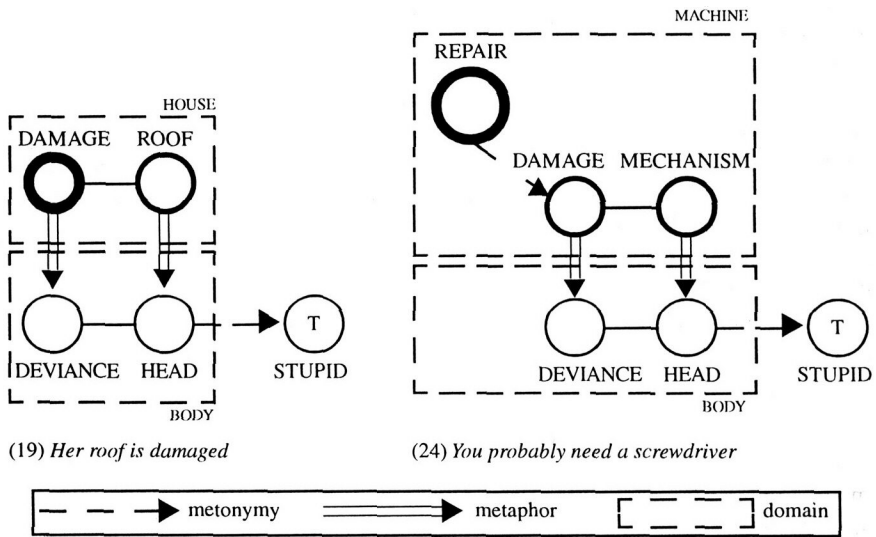 MACHINE
REPAIR
HOUSE
DAMAGE ROOF
DAMAGE MECHANISM
T
T
DEVIANCE HEAD STUPID
DEVIANCE HEAD STUPID
BODY
BODY
(19) Her roof is damaged
(24) You probably need a screwdriver
metonymy metaphor domain